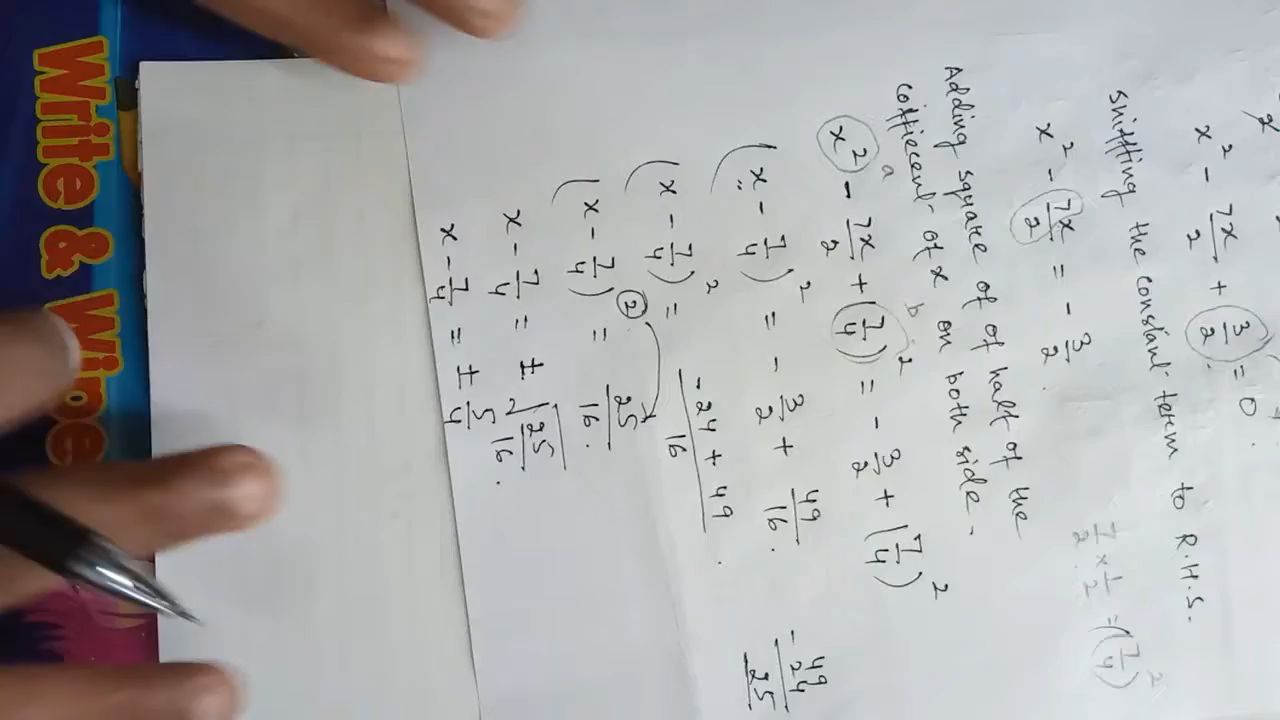 x² - 7x/2 + 3/2 = 0.
shiffting the constant term to R.H.S.
x² - 7x/2 = - 3/2.
7/2 x 1/2 = (7/4)²
Adding square of of half of the
coffiecent of x on both side.
a b
x² - 7x/2 + (7/4)² = - 3/2 + (7/4)²
(x - 7/4)² = - 3/2 + 49/16.
(x - 7/4)² = -24 + 49/16.
49
- 24
25
(x - 7/4)² = 25/16.
x - 7/4 = ± √25/16.
x - 7/4 = ± 5/4
Write & Wipe